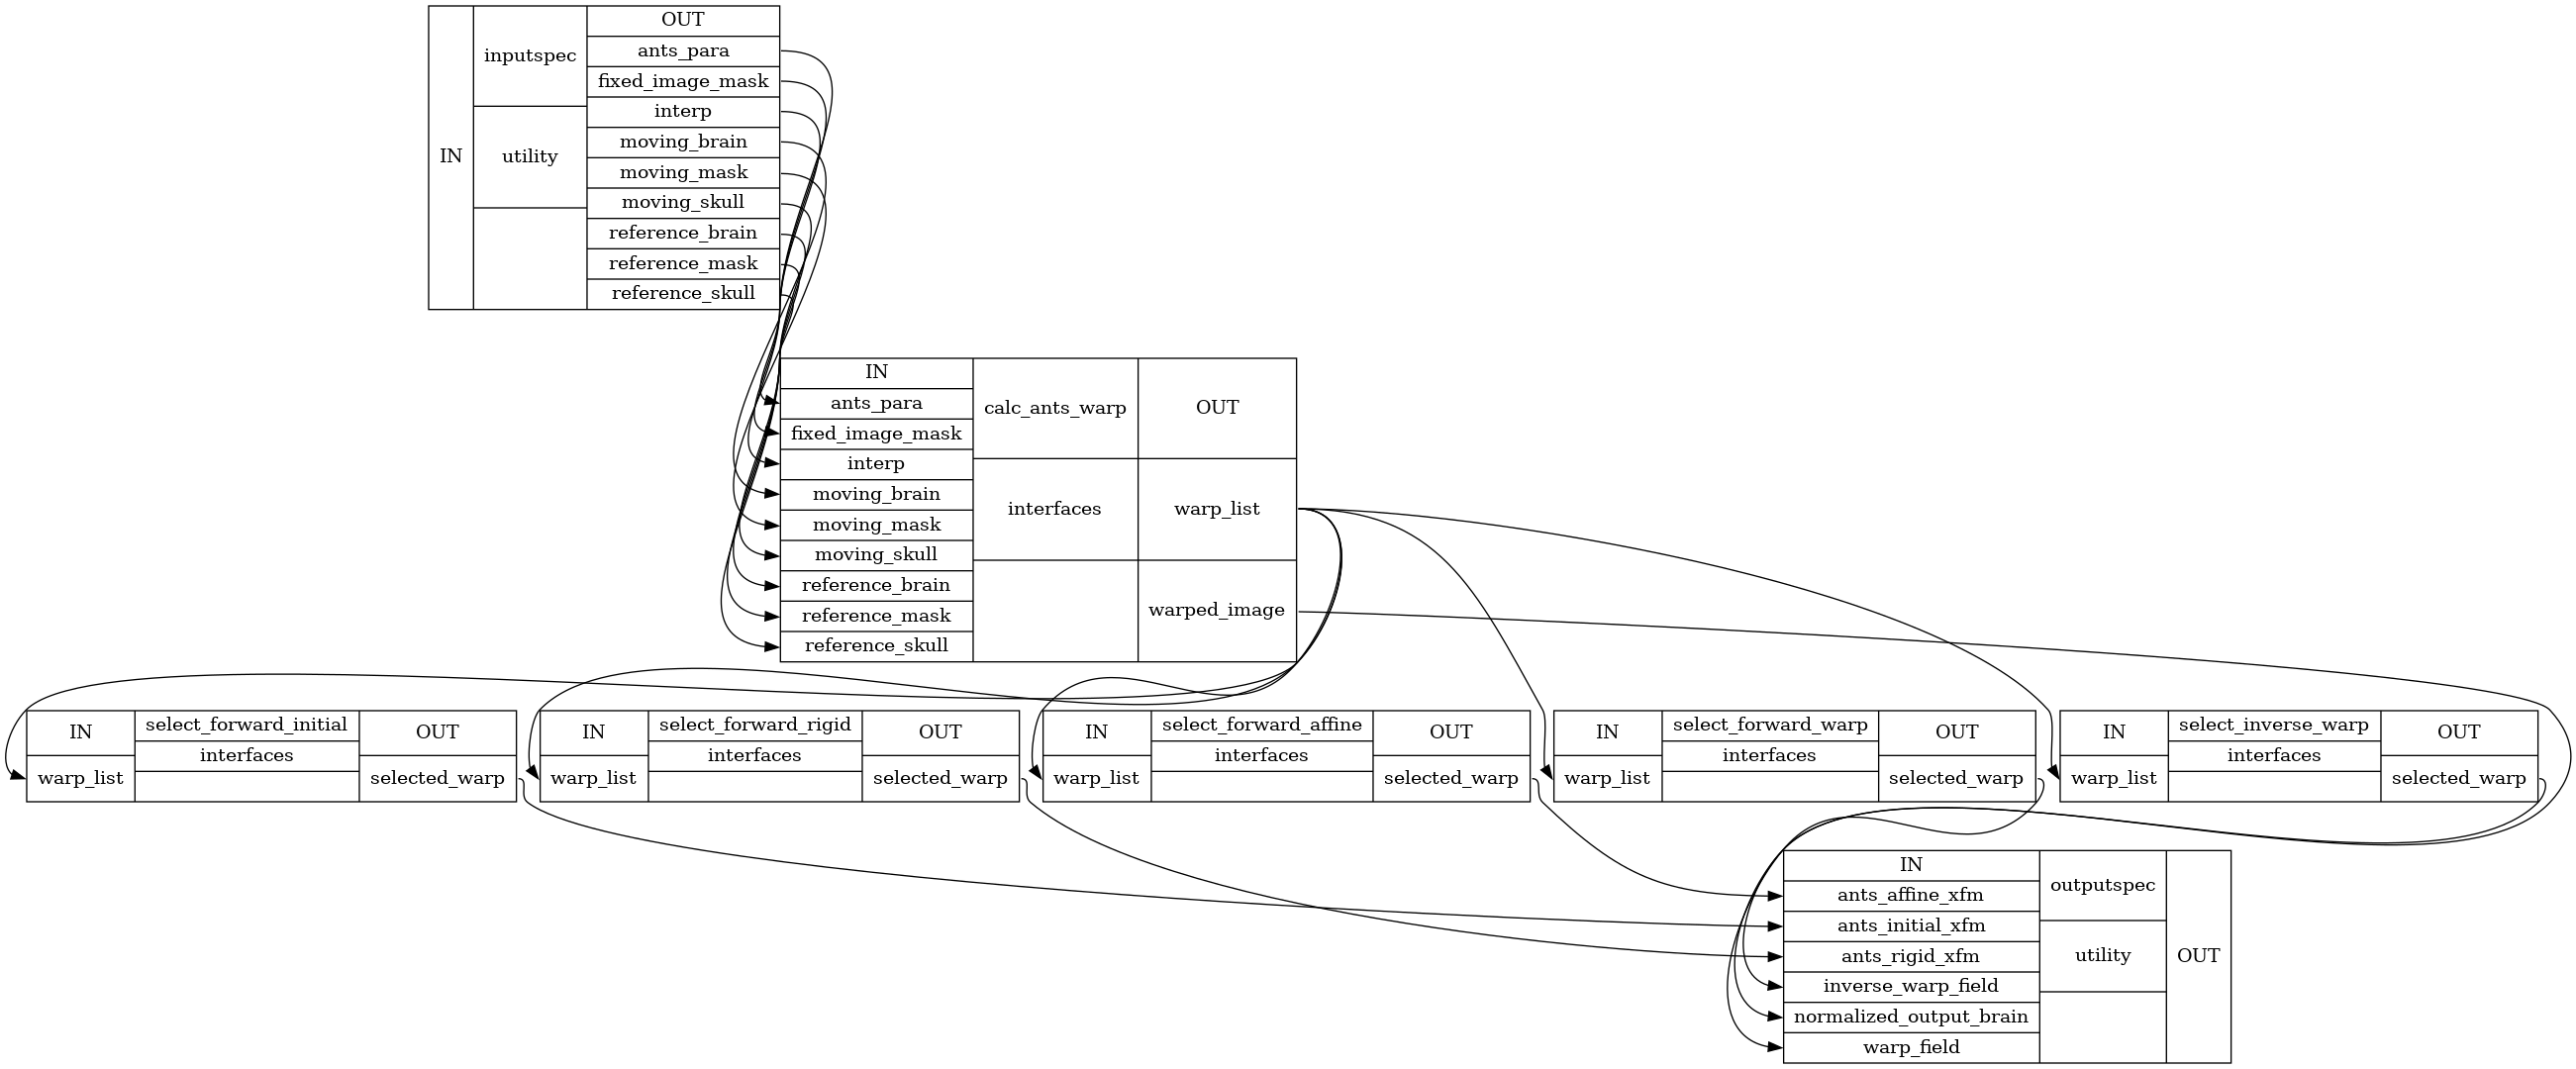 IN
inputspec
utility
OUT
ants_para
fixed_image_mask
interp
moving_brain
moving_mask
moving_skull
reference_brain
reference_mask
reference_skull
IN
ants_para
fixed_image_mask
interp
moving_brain
moving_mask
moving_skull
reference_brain
reference_mask
reference_skull
calc_ants_warp
interfaces
OUT
warp_list
warped_image
IN
warp_list
select_forward_initial
interfaces
OUT
selected_warp
IN
warp_list
select_forward_rigid
interfaces
OUT
selected_warp
IN
warp_list
select_forward_affine
interfaces
OUT
selected_warp
IN
warp_list
select_forward_warp
interfaces
OUT
selected_warp
IN
warp_list
select_inverse_warp
interfaces
OUT
selected_warp
IN
ants_affine_xfm
ants_initial_xfm
ants_rigid_xfm
inverse_warp_field
normalized_output_brain
warp_field
outputspec
utility
OUT